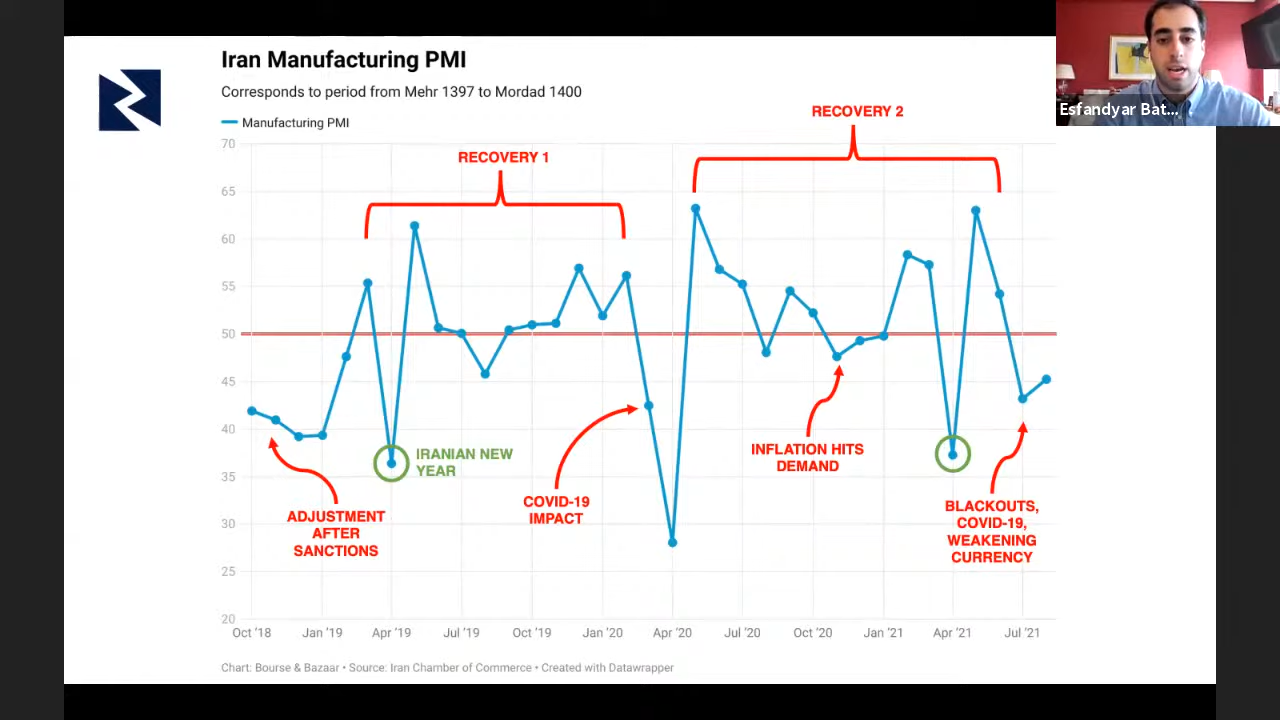 Iran Manufacturing PMI
Corresponds to period from Mehr 1397 to Mordad 1400
Manufacturing PMI
Esfandyar Bat...
RECOVERY 2
RECOVERY 1
70
65
60
55
50
45
40
35
30
25
20
IRANIAN NEW
YEAR
ADJUSTMENT
AFTER
SANCTIONS
COVID-19
IMPACT
INFLATION HITS
DEMAND
BLACKOUTS,
COVID-19,
WEAKENING
CURRENCY
Oct '18 Jan '19 Apr '19 Jul '19 Oct '19 Jan '20 Apr '20 Jul '20 Oct '20 Jan '21 Apr '21 Jul '21
Chart: Bourse & Bazaar • Source: Iran Chamber of Commerce • Created with Datawrapper